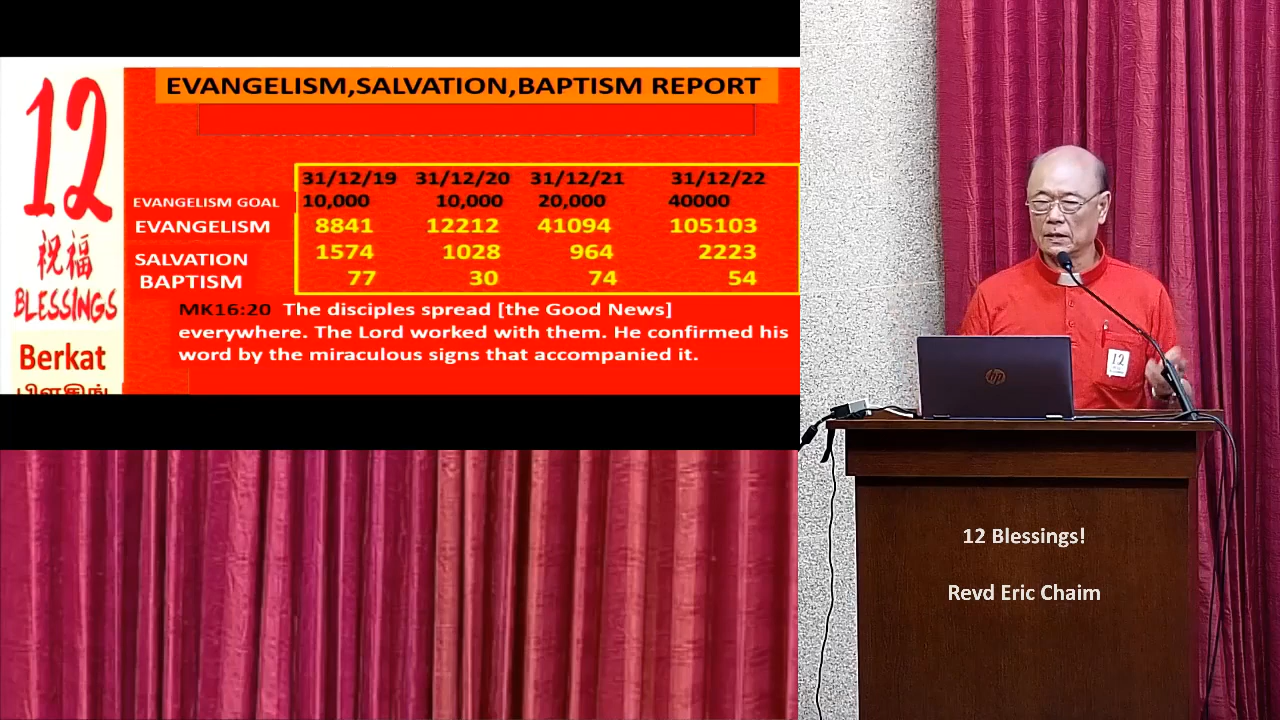 12
祝福
BLESSINGS
Berkat
EVANGELISM,SALVATION,BAPTISM REPORT
31/12/19 31/12/20 31/12/21 31/12/22
EVANGELISM GOAL 10,000 10,000 20,000 40000
EVANGELISM 8841 12212 41094 105103
SALVATION 1574 1028 964 2223
BAPTISM 77 30 74 54
MK16:20 The disciples spread [the Good News]
everywhere. The Lord worked with them. He confirmed his
word by the miraculous signs that accompanied it.
hp
12
12 Blessings!
Revd Eric Chaim